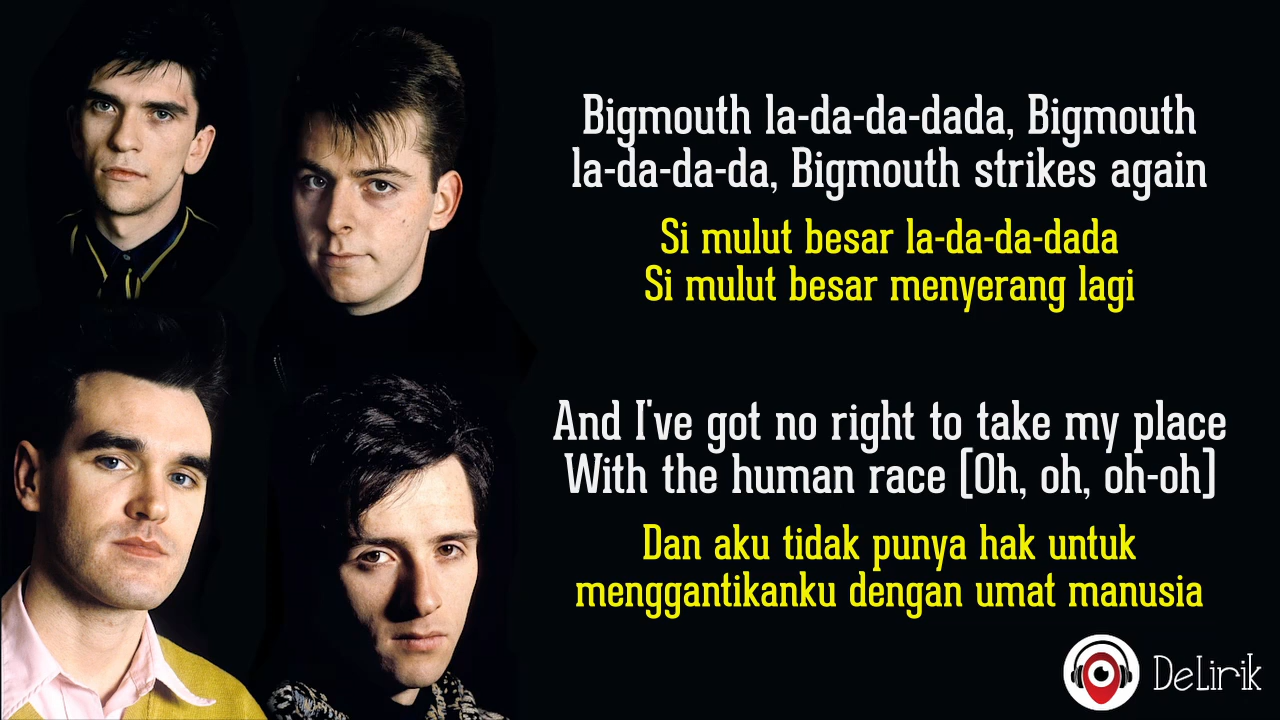 Bigmouth la-da-da-dada, Bigmouth
la-da-da-da, Bigmouth strikes again
Si mulut besar la-da-da-dada
Si mulut besar menyerang lagi
And I've got no right to take my place
With the human race (Oh, oh, oh-oh)
Dan aku tidak punya hak untuk
menggantikanku dengan umat manusia
DeLirik